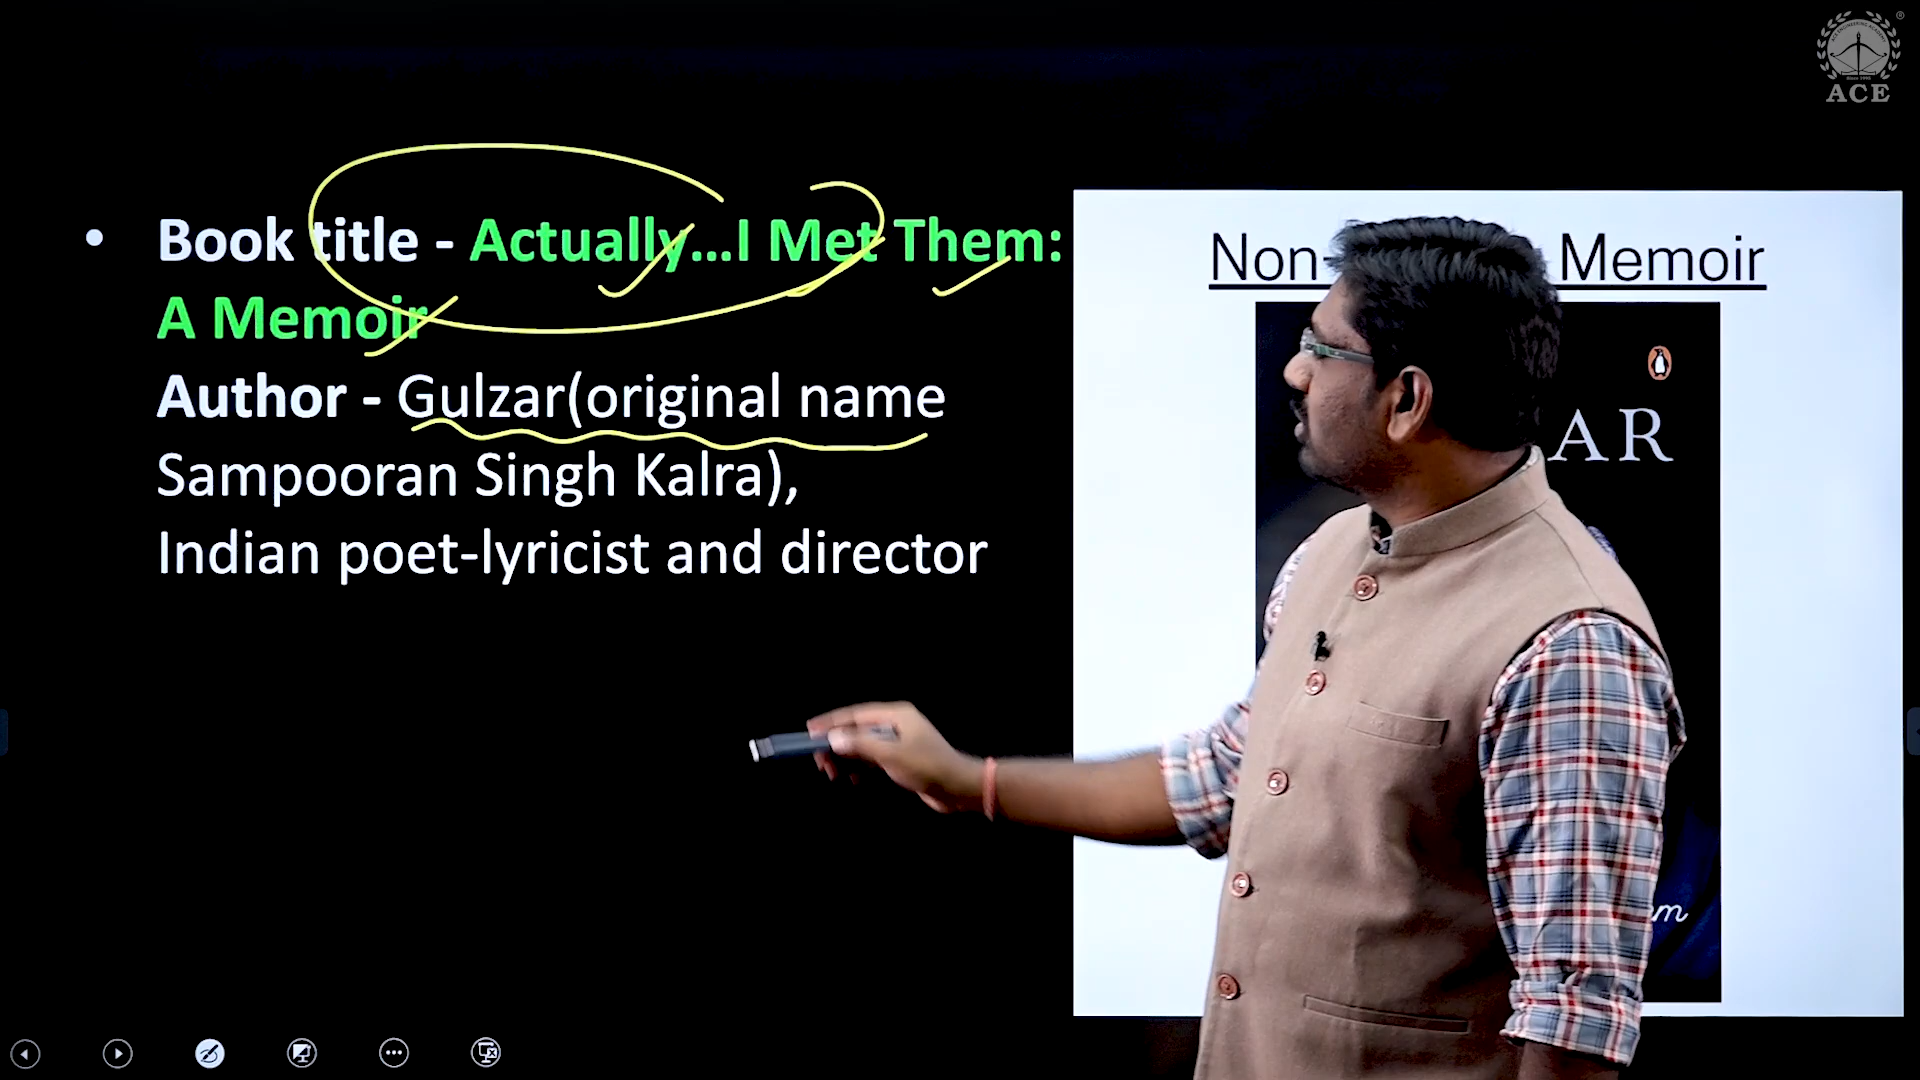 • Book title - Actually...I Met Them:
A Memoir
Author - Gulzar(original name
Sampooran Singh Kalra),
Indian poet-lyricist and director
Non- Memoir
AR
ACE